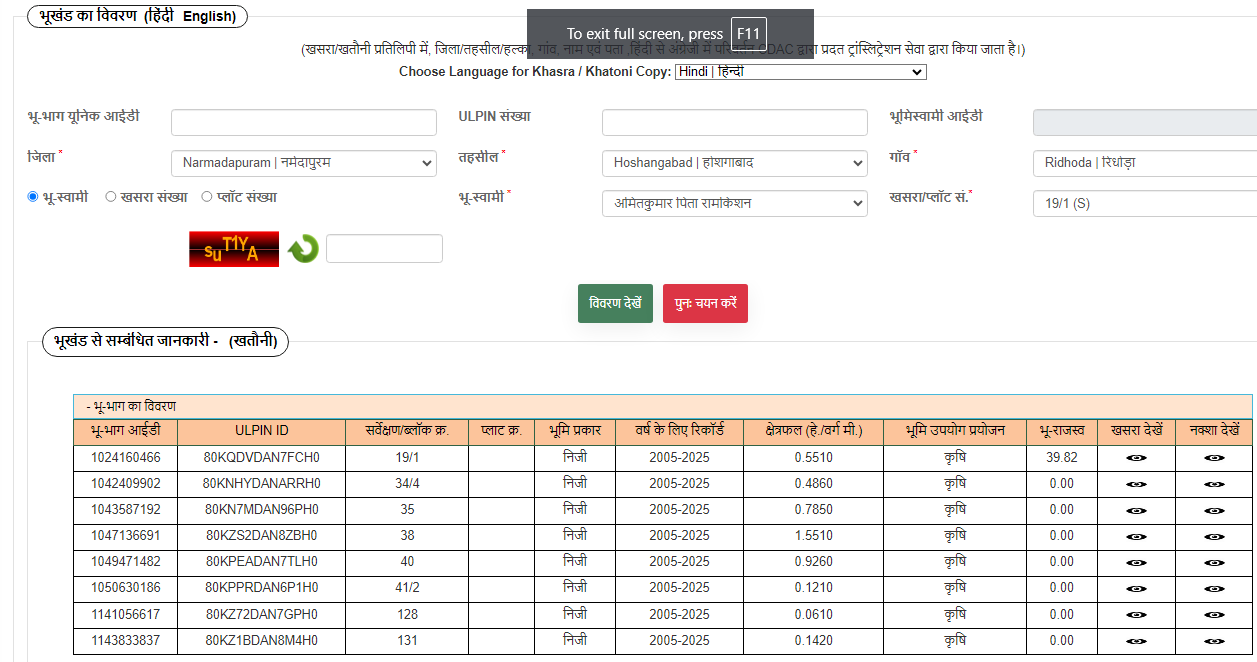 भूखंड का विवरण (हिंदी English)
To exit full screen, press F11
(खसरा/खतौनी प्रतिलिपी में, जिला/तहसील/हल्का, गांव, नाम एवं पता ,हिंदी से अंग्रेजी में परिवर्तन CDAC द्वारा प्रदत ट्रांस्लिट्रेशन सेवा द्वारा किया जाता है।)
Choose Language for Khasra / Khatoni Copy: Hindi | हिन्दी
भू-भाग यूनिक आईडी ULPIN संख्या भूमिस्वामी आईडी
जिला * Narmadapuram | नर्मदापुरम तहसील * Hoshangabad | होशंगाबाद गाँव * Ridhoda | रिधोड़ा
भू-स्वामी खसरा संख्या प्लॉट संख्या भू-स्वामी * अमितकुमार पिता रामकिशन खसरा/प्लॉट सं.* 19/1 (S)
SuT1YA
विवरण देखें पुनः चयन करें
भूखंड से सम्बंधित जानकारी - (खतौनी)
- भू-भाग का विवरण
भू-भाग आईडी ULPIN ID सर्वेक्षण/ब्लॉक क्र. प्लाट क्र. भूमि प्रकार वर्ष के लिए रिकॉर्ड क्षेत्रफल (हे./वर्ग मी.) भूमि उपयोग प्रयोजन भू-राजस्व खसरा देखें नक्शा देखें
1024160466 80KQDVDAN7FCH0 19/1 निजी 2005-2025 0.5510 कृषि 39.82
1042409902 80KNHYDANARRH0 34/4 निजी 2005-2025 0.4860 कृषि 0.00
1043587192 80KN7MDAN96PH0 35 निजी 2005-2025 0.7850 कृषि 0.00
1047136691 80KZS2DAN8ZBH0 38 निजी 2005-2025 1.5510 कृषि 0.00
1049471482 80KPEADAN7TLH0 40 निजी 2005-2025 0.9260 कृषि 0.00
1050630186 80KPPRDAN6P1H0 41/2 निजी 2005-2025 0.1210 कृषि 0.00
1141056617 80KZ72DAN7GPH0 128 निजी 2005-2025 0.0610 कृषि 0.00
1143833837 80KZ1BDAN8M4H0 131 निजी 2005-2025 0.1420 कृषि 0.00